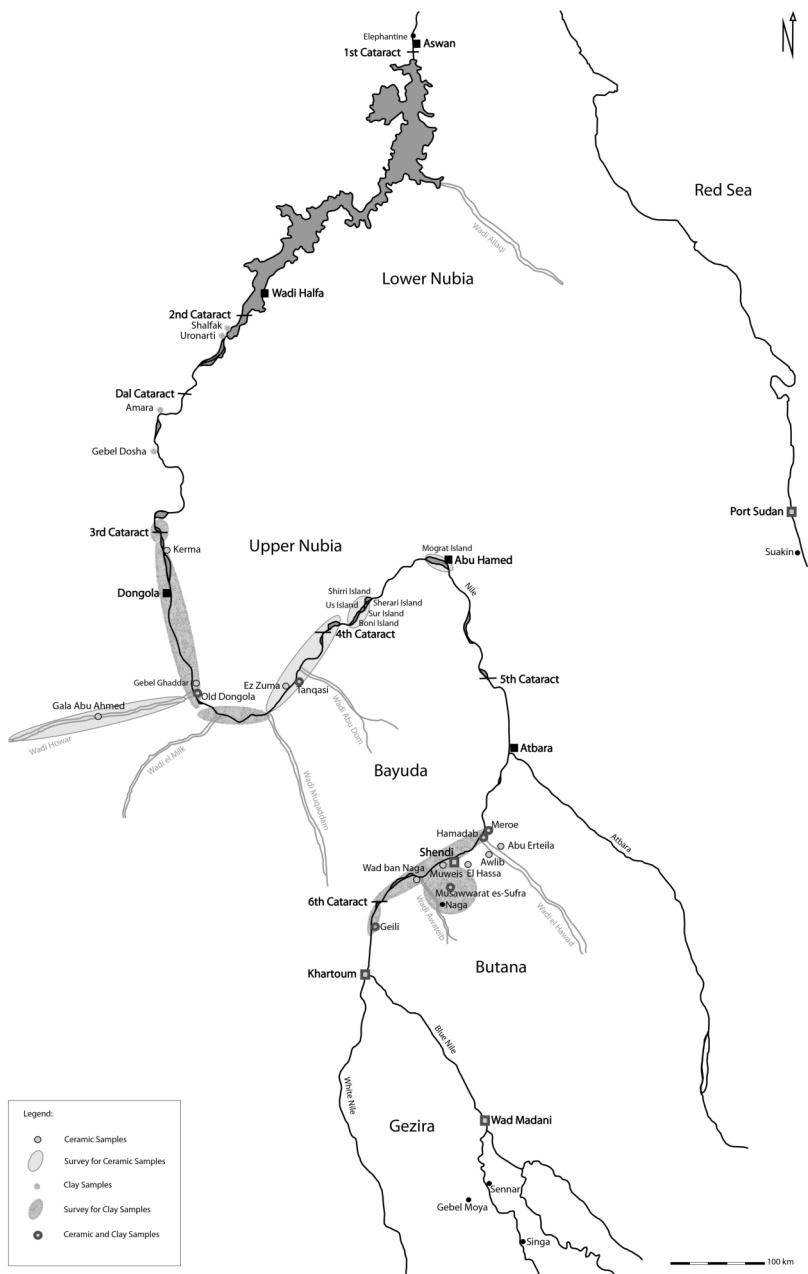 N
Elephantine
Aswan
1st Cataract
Red Sea
Wadi Allaqi
Lower Nubia
Wadi Halfa
2nd Cataract
Shalfak
Uronarti
Dal Cataract
Amara
Gebel Dosha
Port Sudan
3rd Cataract
Kerma
Upper Nubia
Mograt Island
Abu Hamed
Suakin
Dongola
Nile
Shirri Island
Us Island
Sherari Island
Sur Island
Boni Island
4th Cataract
5th Cataract
Gebel Ghaddar
Old Dongola
Ez Zuma
Tanqasi
Gala Abu Ahmed
Wadi Howar
Wadi el Milk
Wadi Abu Dom
Wadi Muqaddam
Bayuda
Atbara
Atbara
Meroe
Hamadab
Abu Erteila
Shendi
Awlib
Wad ban Naga
Muweis
El Hassa
Musawwarat es-Sufra
Naga
6th Cataract
Wadi Awateib
Wadi el Hawad
Geili
Butana
Khartoum
Blue Nile
White Nile
Gezira
Wad Madani
Sennar
Gebel Moya
Singa
Legend:
Ceramic Samples
Survey for Ceramic Samples
Clay Samples
Survey for Clay Samples
Ceramic and Clay Samples
100 km